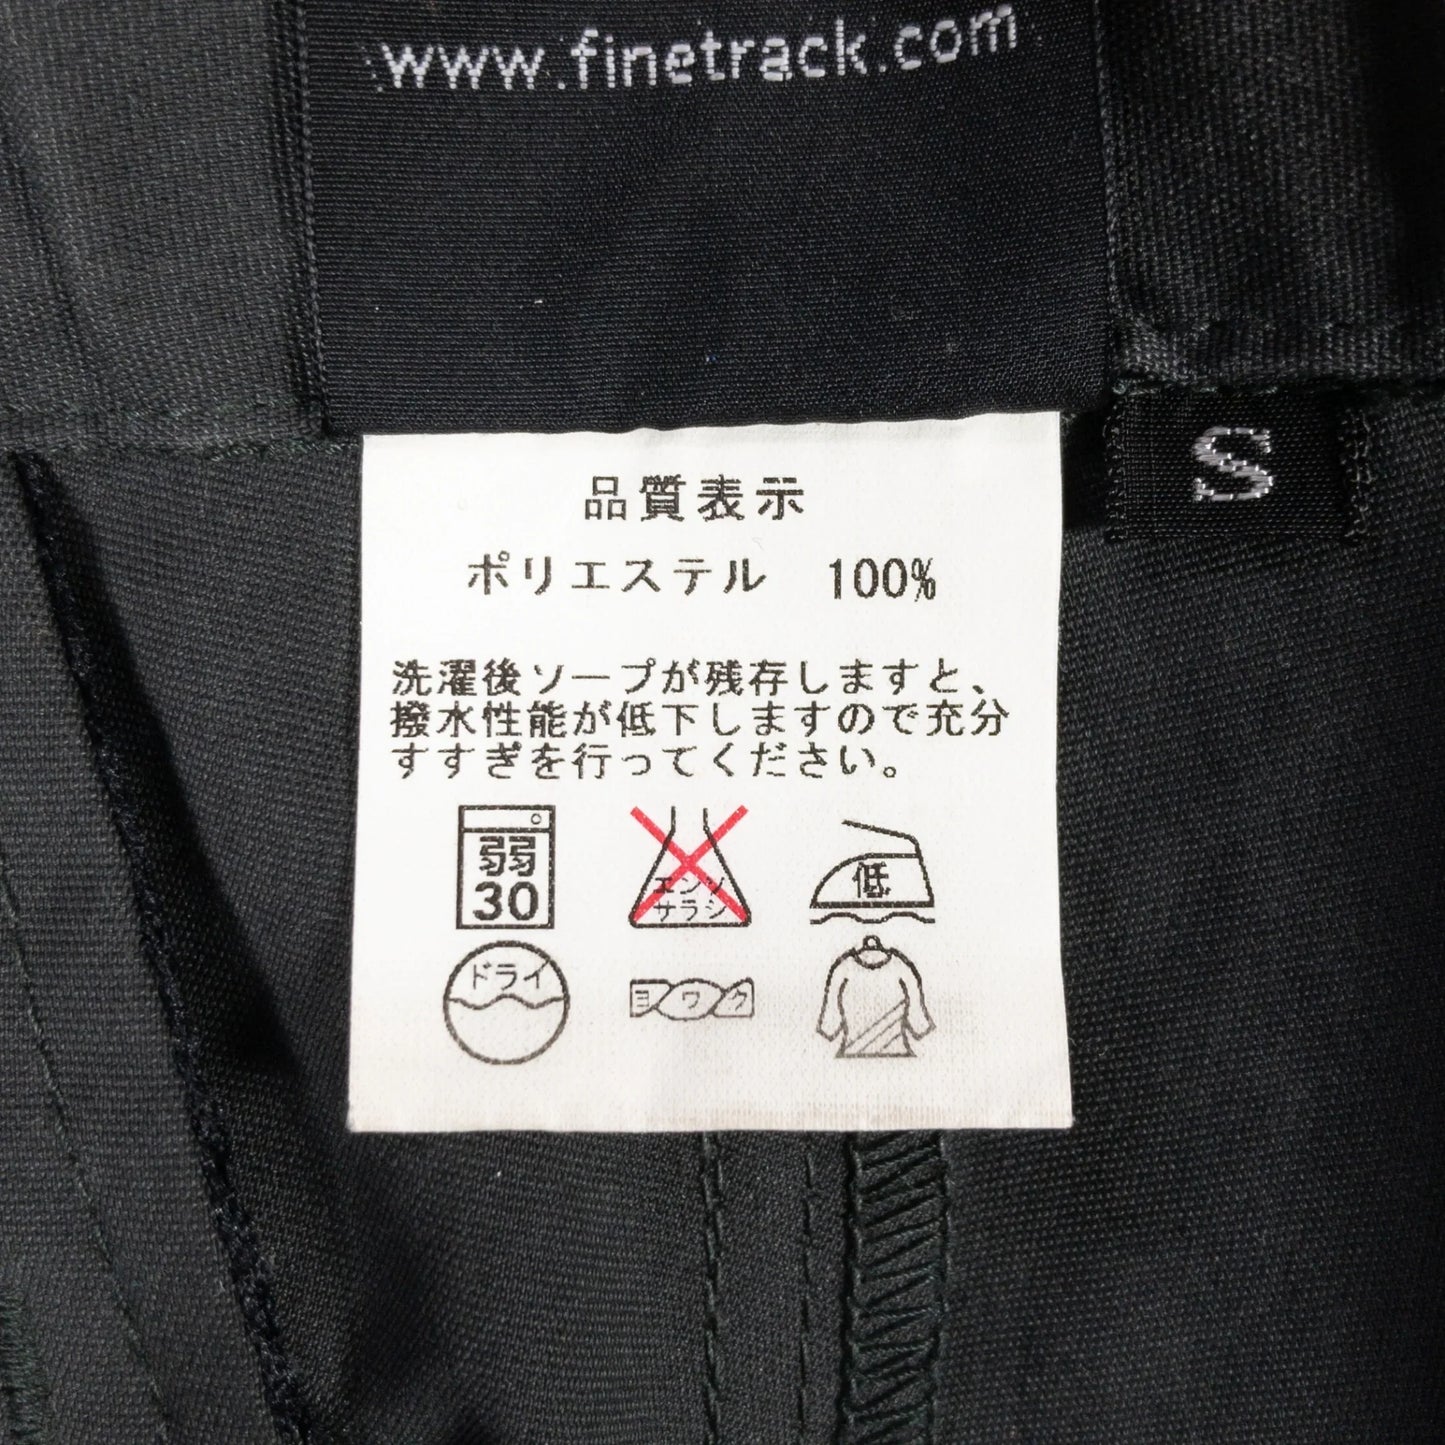 www.finetrack.com
S
品質表示
ポリエステル 100%
洗濯後ソープが残存しますと、
撥水性能が低下しますので充分
すすぎを行ってください。
弱
30
エンソ
サラシ
低
ドライ
ヨワク